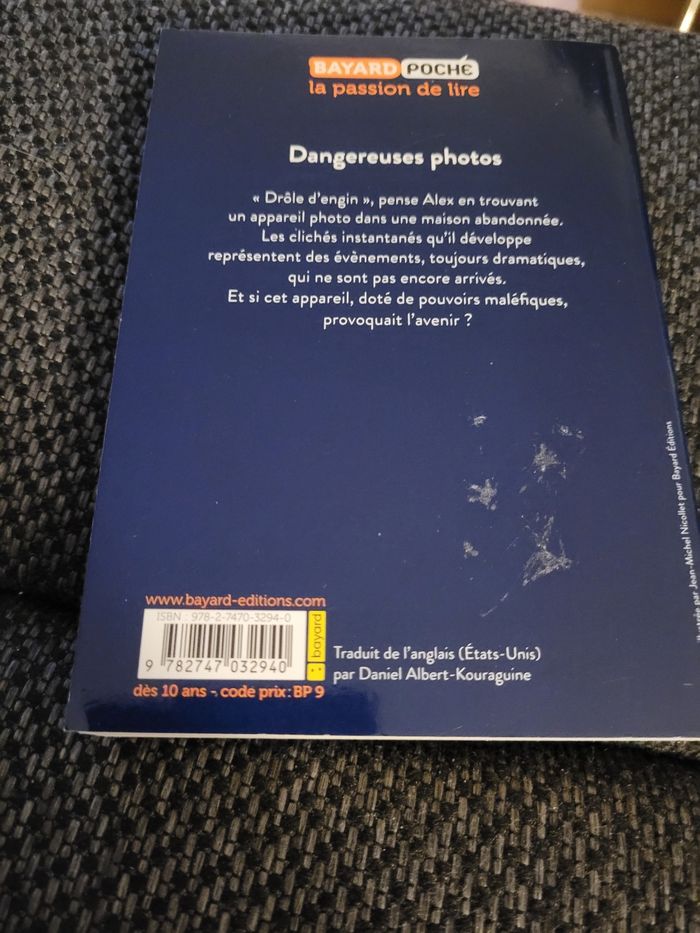 BAYARD POCHE
la passion de lire
Dangereuses photos
« Drôle d'engin », pense Alex en trouvant
un appareil photo dans une maison abandonnée.
Les clichés instantanés qu'il développe
représentent des évènements, toujours dramatiques,
qui ne sont pas encore arrivés.
Et si cet appareil, doté de pouvoirs maléfiques,
provoquait l'avenir ?
par Jean-Michel Nicollet pour Bayard Éditions
www.bayard-editions.com
ISBN : 978-2-7470-3294-0
9 782747 032940
bayard
dès 10 ans - code prix : BP 9
Traduit de l'anglais (États-Unis)
par Daniel Albert-Kouraguine